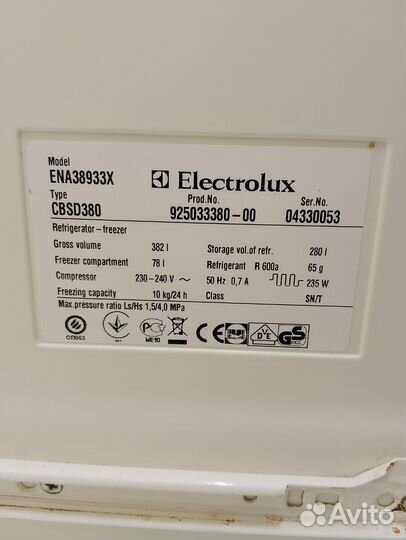 Model
ENA38933X
Electrolux
Type
CBSD380
Prod.No.
925033380-00
Ser.No.
04330053
Refrigerator-freezer
Gross volume 382 l
Storage vol.of refr. 280 l
Freezer compartment 78 l
Refrigerant R 600a 65 g
Compressor 230-240 V ~ 50 Hz 0,7 A 235 W
Freezing capacity 10 kg/24 h
Class SN/T
Max.pressure ratio Ls/Hs 1,5/4,0 MPa
ME10
CE
GS
Avito